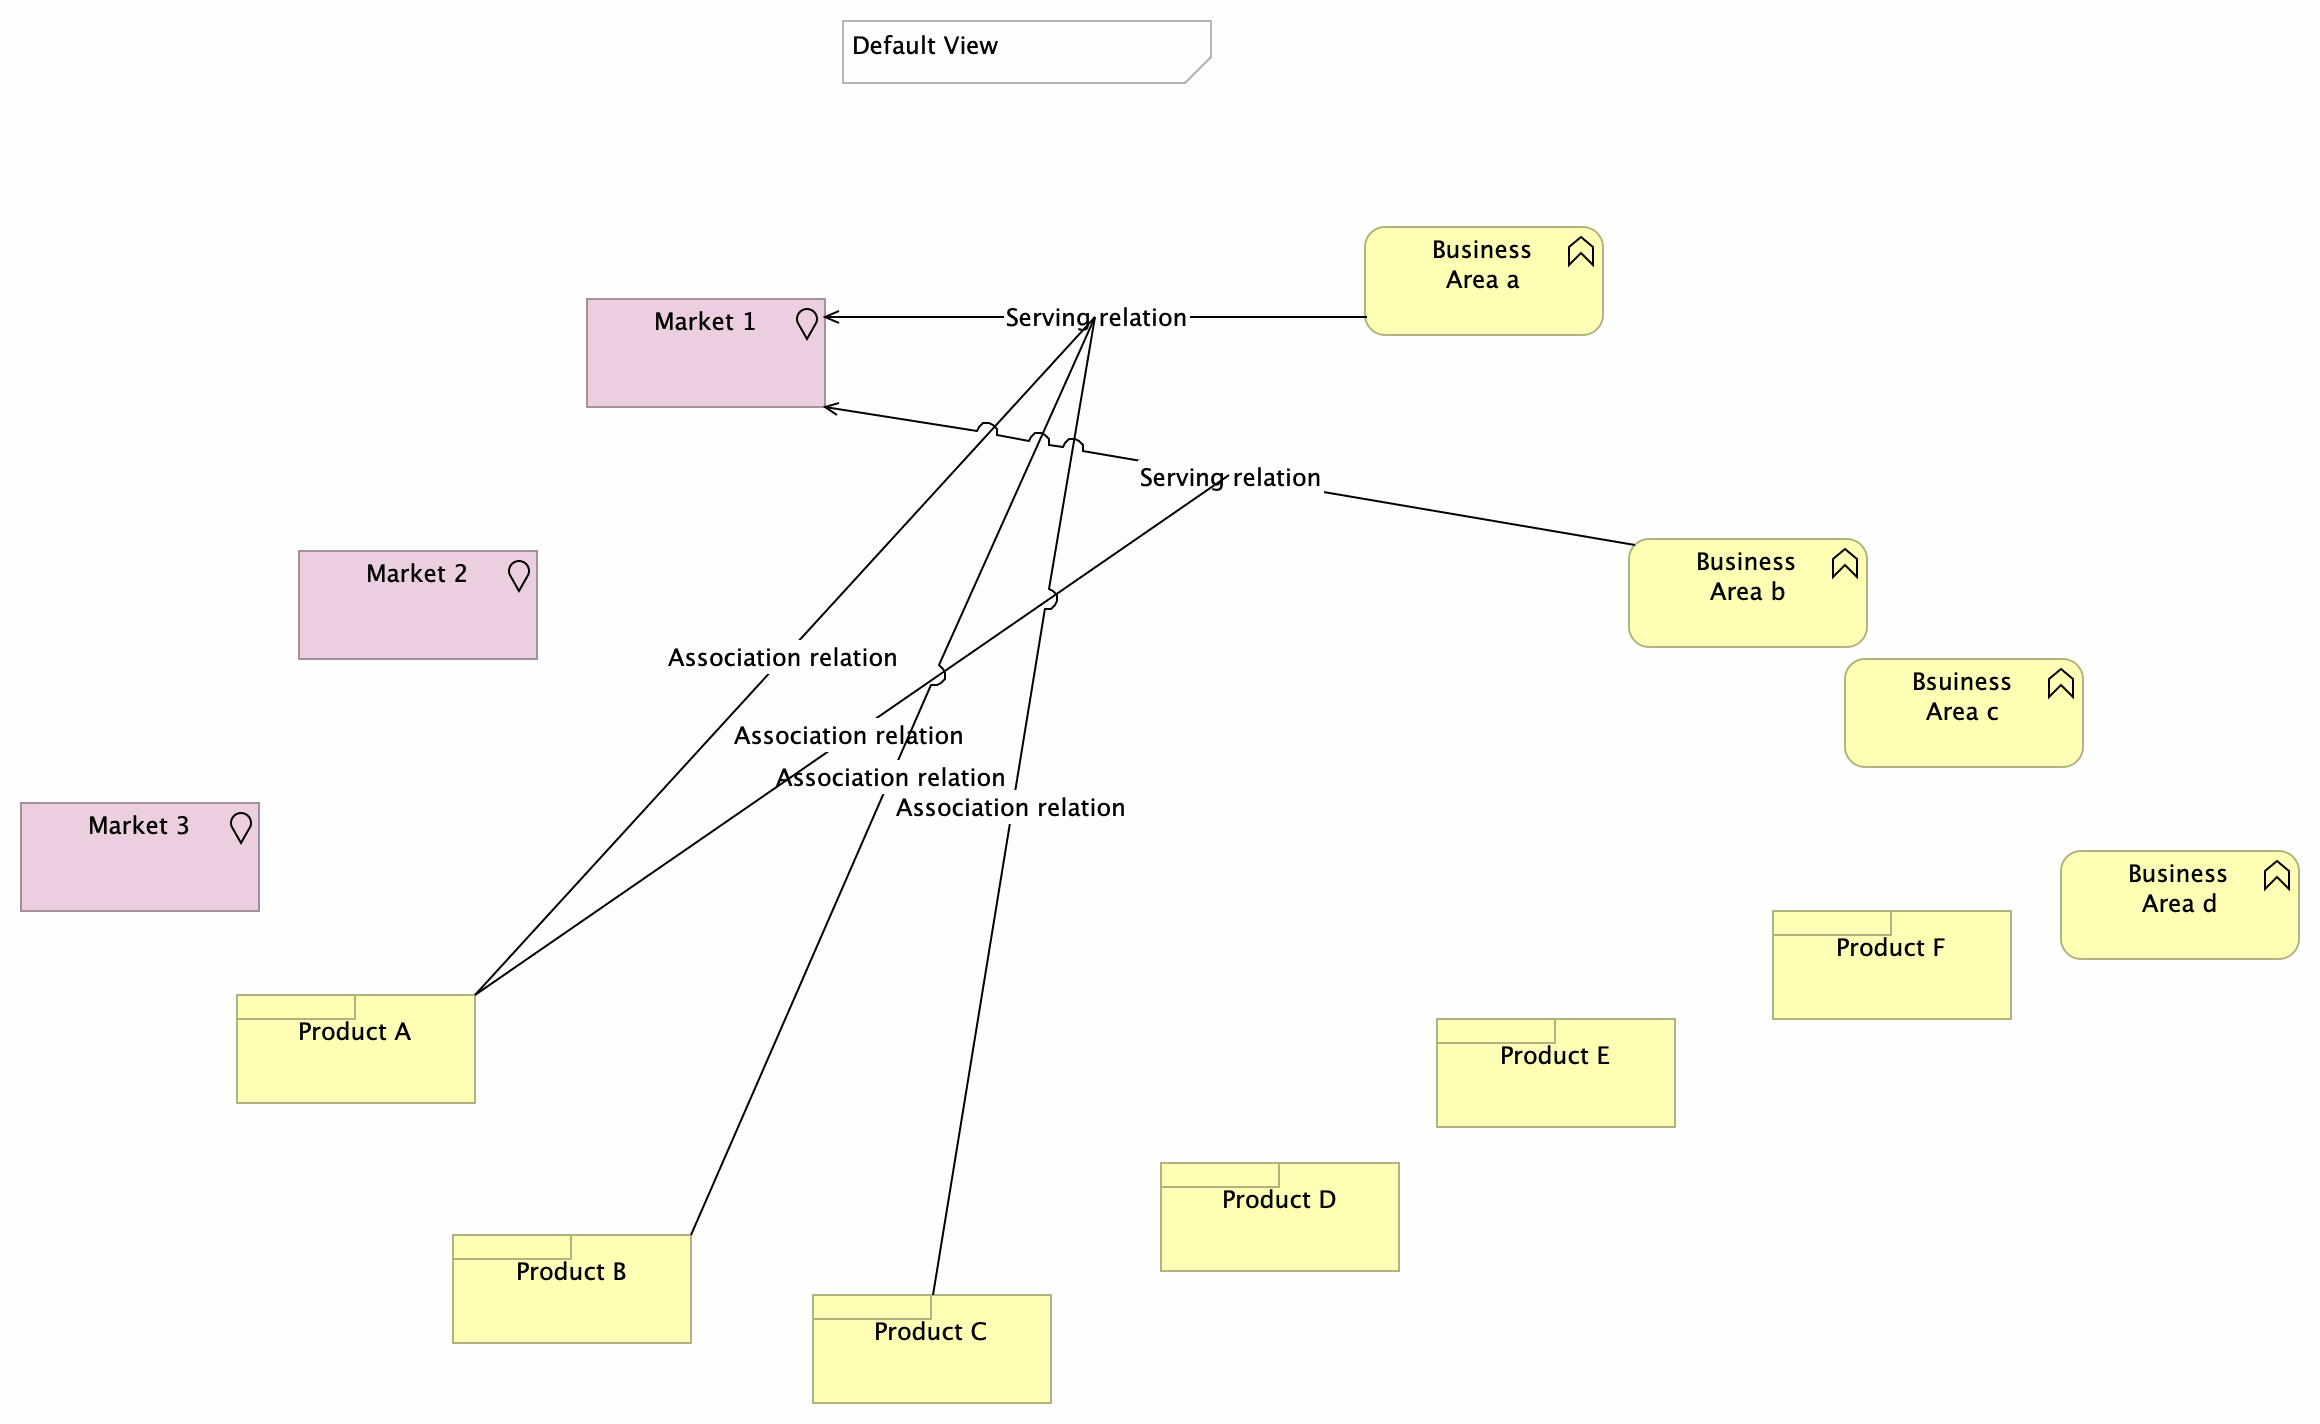 Default View
Business
Area a
Market 1
Serving relation
Serving relation
Business
Area b
Market 2
Association relation
Bsuiness
Area c
Association relation
Association relation
Association relation
Market 3
Business
Area d
Product F
Product A
Product E
Product D
Product B
Product C